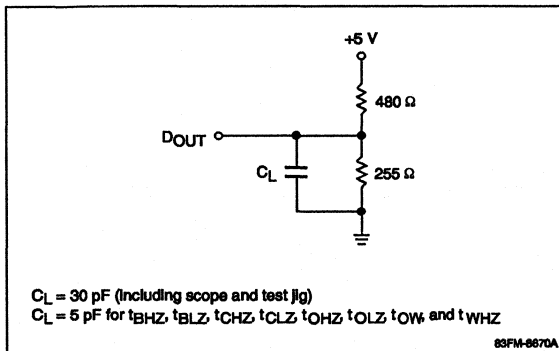 +5 V
480 Ω
DOUT
CL
255 Ω
CL = 30 pF (Including scope and test jig)
CL = 5 pF for tBHZ, tBLZ, tCHZ, tCLZ, tOHZ, tOLZ, tOW, and tWHZ
83FM-8670A